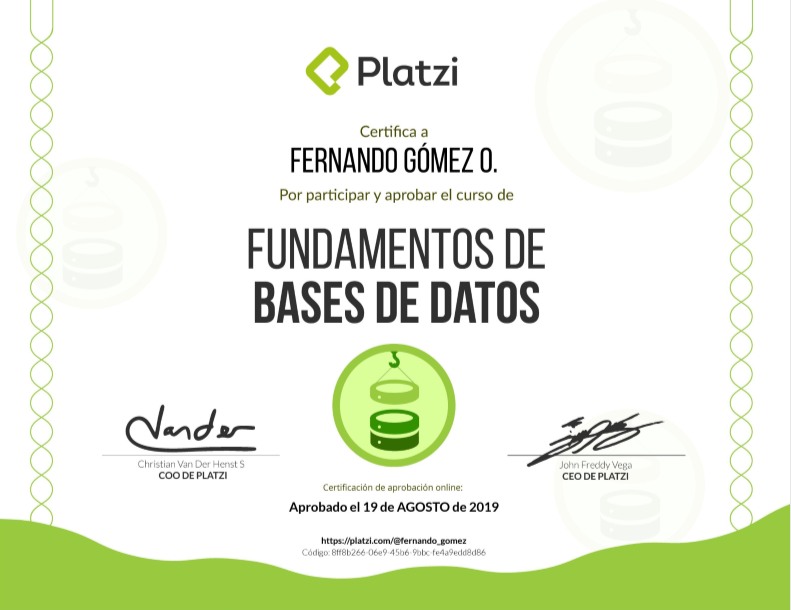 Platzi
Certifica a
FERNANDO GÓMEZ O.
Por participar y aprobar el curso de
FUNDAMENTOS DE
BASES DE DATOS
Vander
Christian Van Der Henst S
COO DE PLATZI
John Freddy Vega
CEO DE PLATZI
Certificación de aprobación online:
Aprobado el 19 de AGOSTO de 2019
https://platzi.com/@fernando_gomez
Código: 8ff8b266-06e9-45b6-9bbc-fe4a9edd8d86